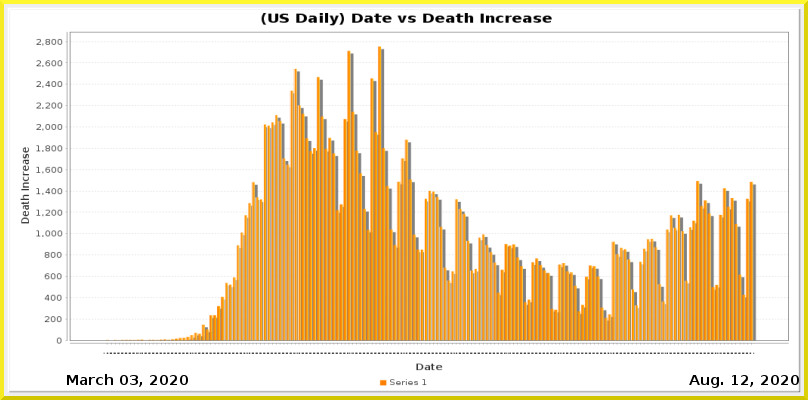 (US Daily) Date vs Death Increase
2,800
2,600
2,400
2,200
2,000
1,800
1,600
1,400
1,200
1,000
800
600
400
200
0
Death Increase
Date
March 03, 2020
Series 1
Aug. 12, 2020